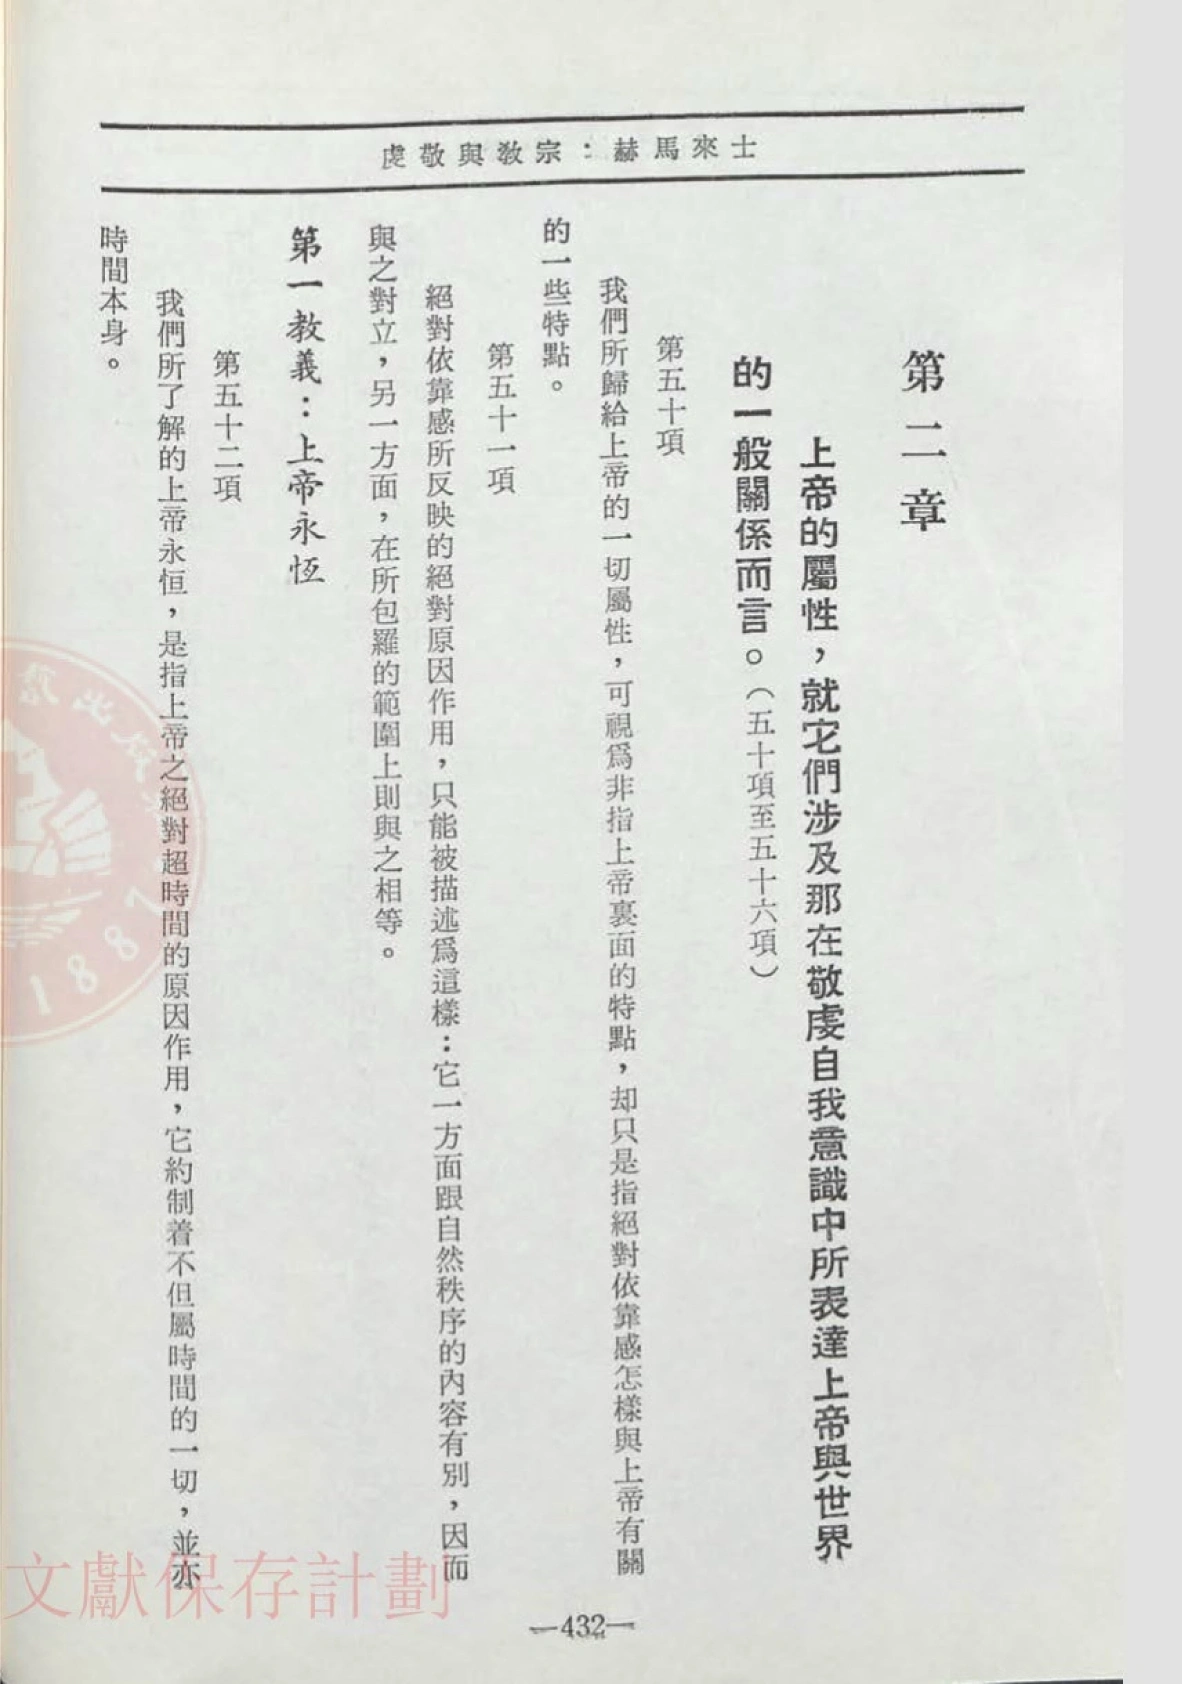 士來馬赫：宗教與敬虔
第二章
上帝的屬性，就它們涉及那在敬虔自我意識中所表達上帝與世界
的一般關係而言。（五十項至五十六項）
第五十項
我們所歸給上帝的一切屬性，可視爲非指上帝裏面的特點，却只是指絕對依靠感怎樣與上帝有關
的一些特點。
第五十一項
絕對依靠感所反映的絕對原因作用，只能被描述爲這樣：它一方面跟自然秩序的內容有別，因而
與之對立，另一方面，在所包羅的範圍上則與之相等。
第一教義：上帝永恆
第五十二項
我們所了解的上帝永恒，是指上帝之絕對超時間的原因作用，它約制着不但屬時間的一切，並亦
時間本身。
—432—
文獻保存計劃
188